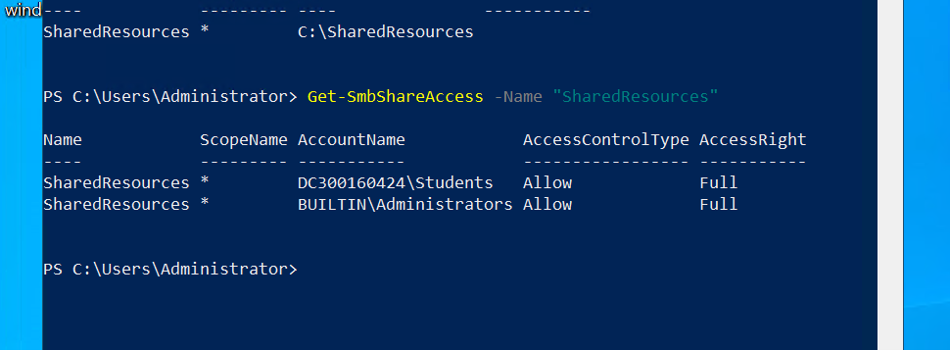 wind
---- --------- ---- -----------
SharedResources * C:\SharedResources
PS C:\Users\Administrator> Get-SmbShareAccess -Name "SharedResources"
Name ScopeName AccountName AccessControlType AccessRight
---- --------- ----------- ----------------- -----------
SharedResources * DC300160424\Students Allow Full
SharedResources * BUILTIN\Administrators Allow Full
PS C:\Users\Administrator>